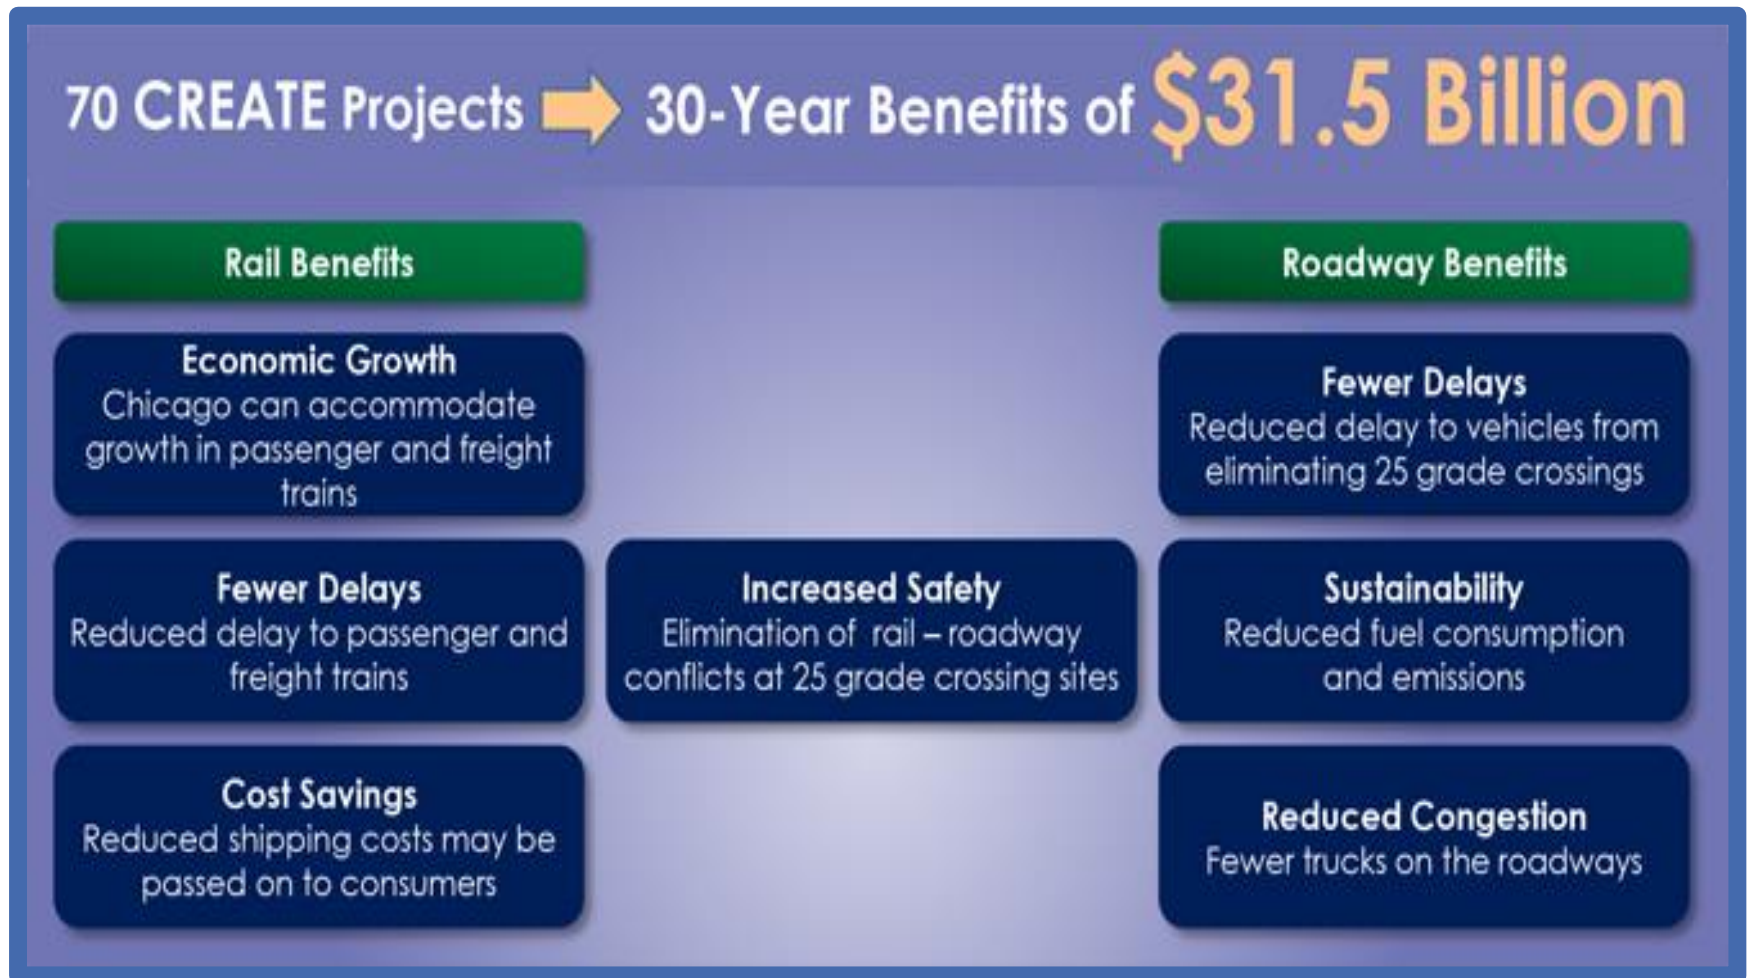 70 CREATE Projects 30-Year Benefits of $31.5 Billion
Rail Benefits
Economic Growth
Chicago can accommodate
growth in passenger and freight
trains
Fewer Delays
Reduced delay to passenger and
freight trains
Cost Savings
Reduced shipping costs may be
passed on to consumers
Increased Safety
Elimination of rail – roadway
conflicts at 25 grade crossing sites
Roadway Benefits
Fewer Delays
Reduced delay to vehicles from
eliminating 25 grade crossings
Sustainability
Reduced fuel consumption
and emissions
Reduced Congestion
Fewer trucks on the roadways